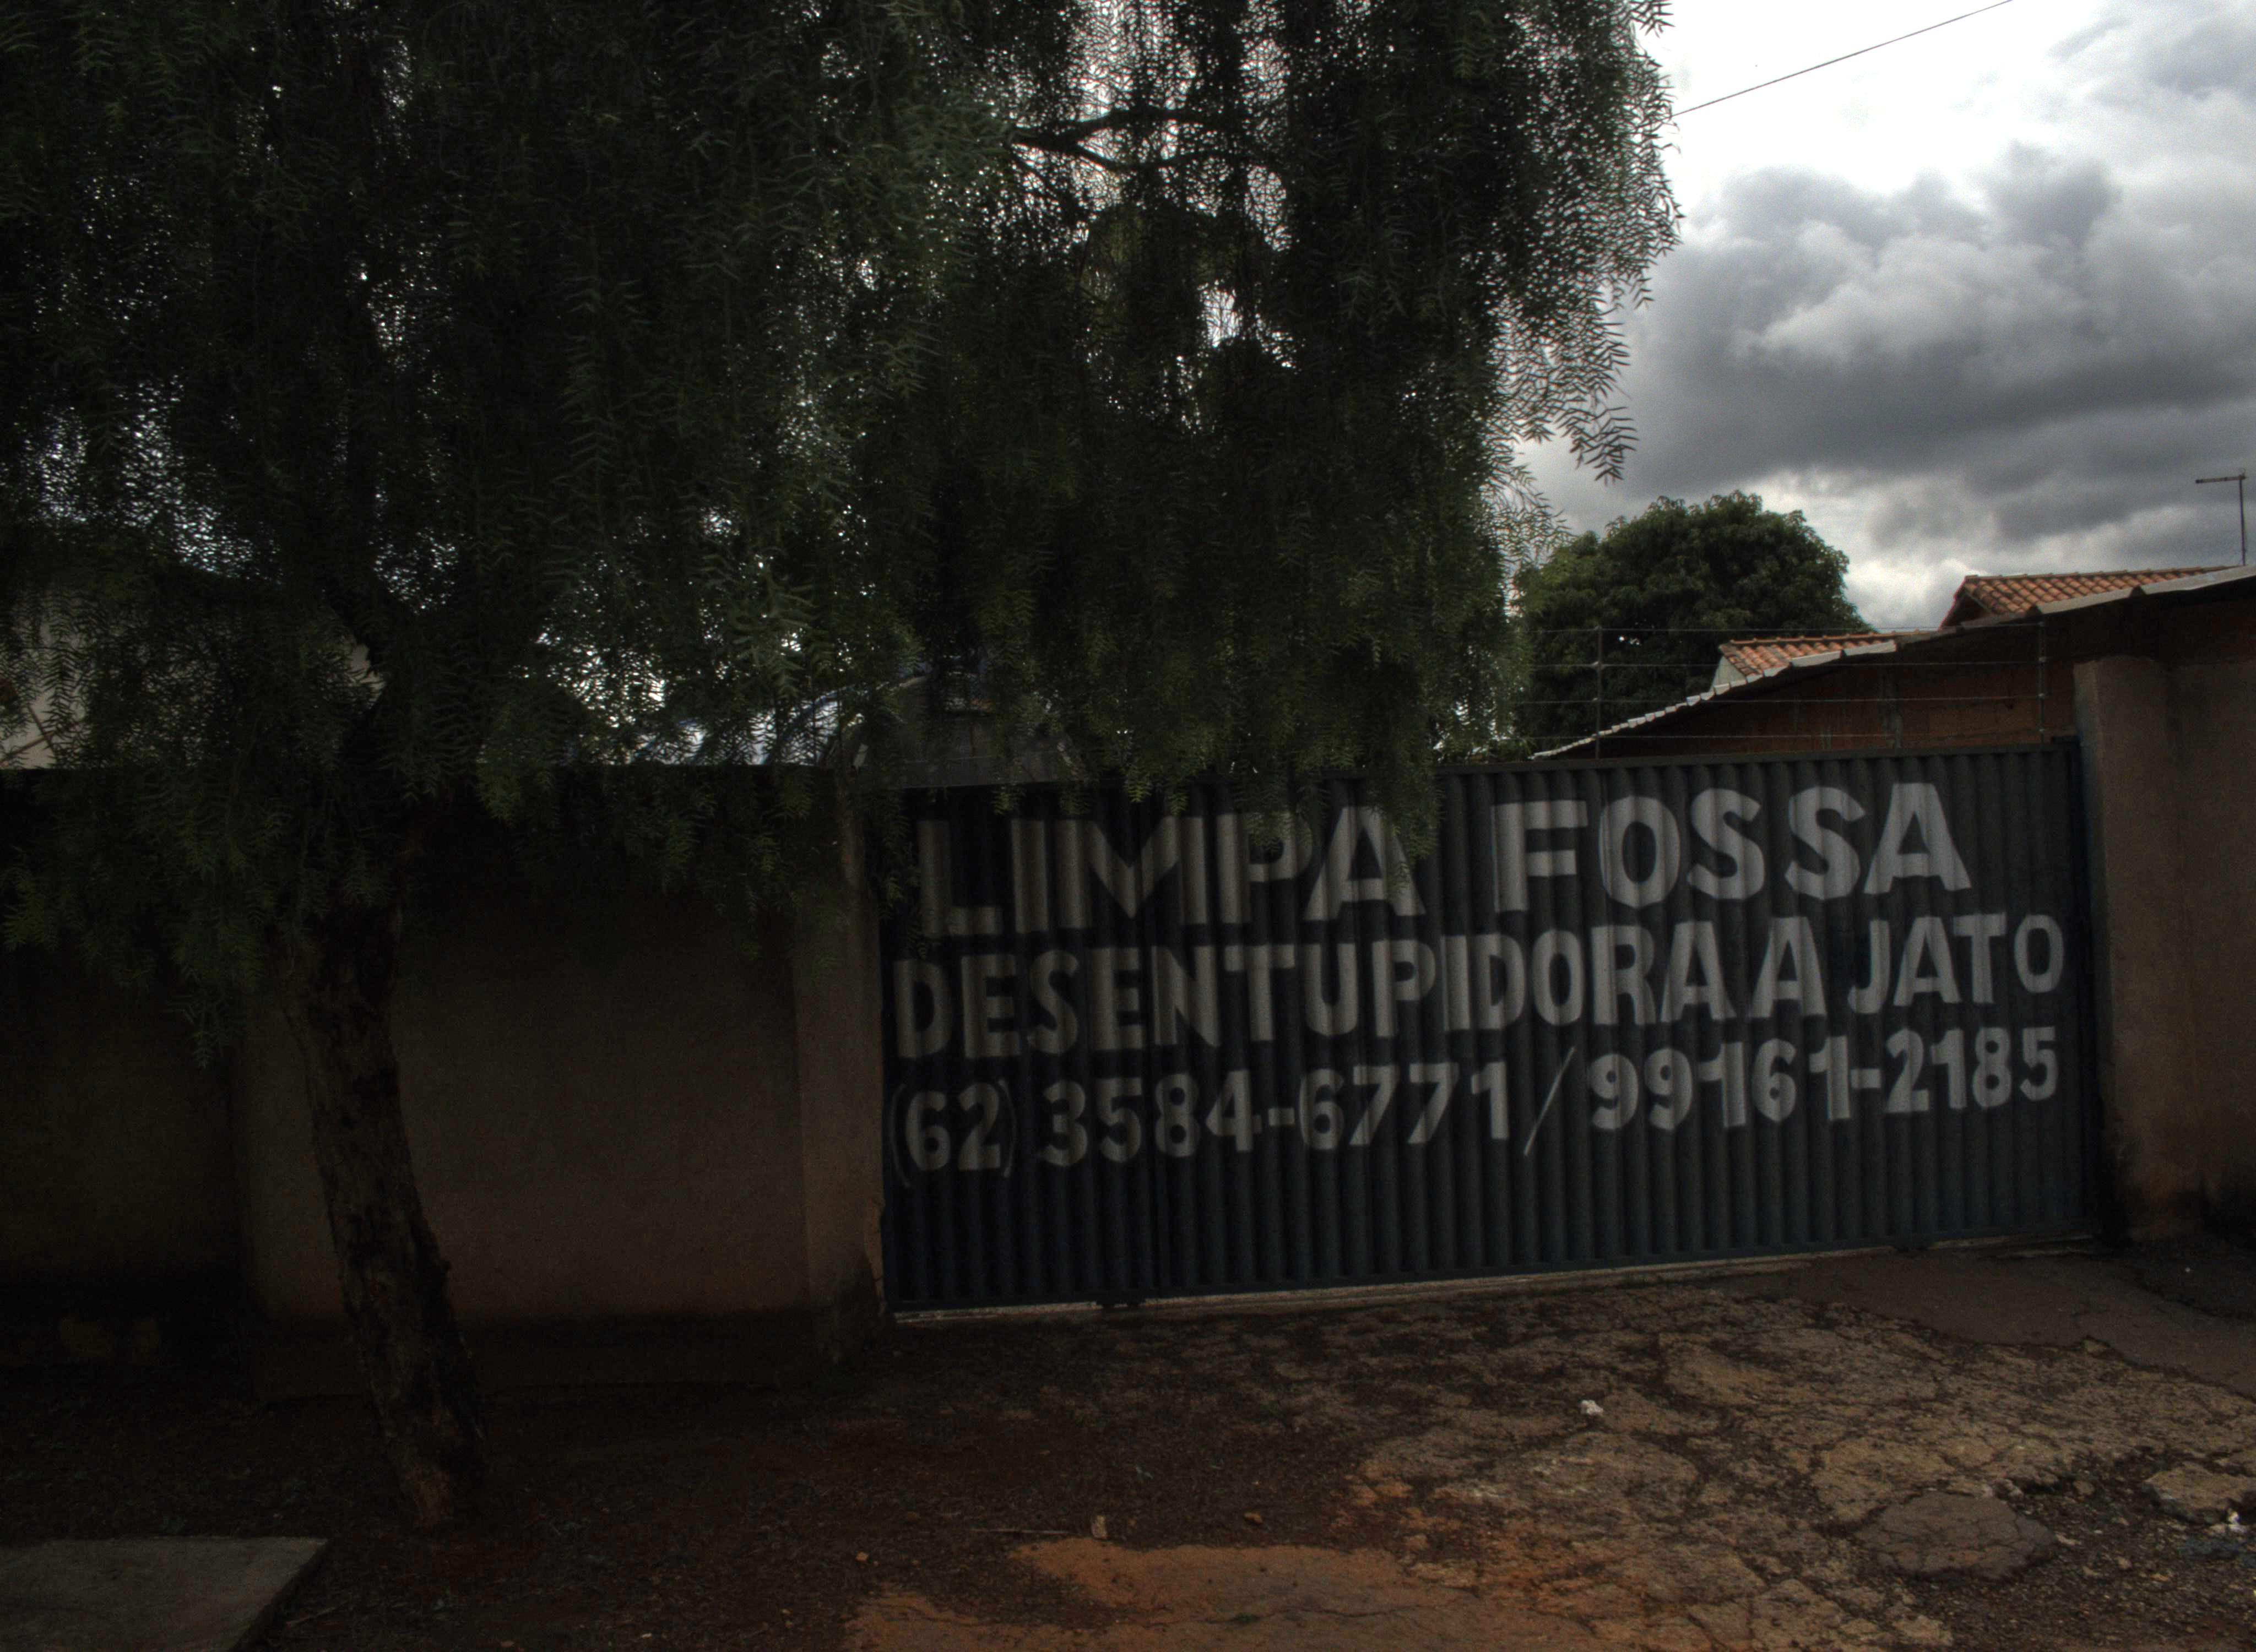 LIMPA FOSSA
DESENTUPIDORA A JATO
(62) 3584-6771 / 99161-2185